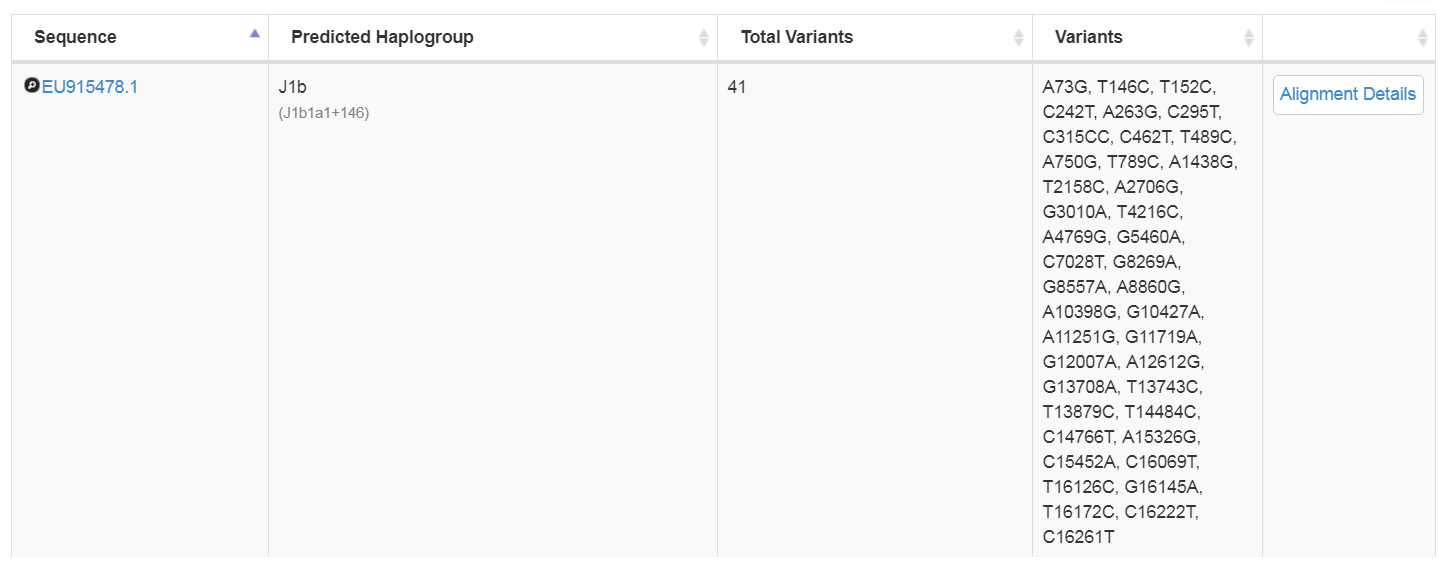 Sequence Predicted Haplogroup Total Variants Variants
EU915478.1 J1b 41 A73G, T146C, T152C, Alignment Details
(J1b1a1+146) C242T, A263G, C295T,
C315CC, C462T, T489C,
A750G, T789C, A1438G,
T2158C, A2706G,
G3010A, T4216C,
A4769G, G5460A,
C7028T, G8269A,
G8557A, A8860G,
A10398G, G10427A,
A11251G, G11719A,
G12007A, A12612G,
G13708A, T13743C,
T13879C, T14484C,
C14766T, A15326G,
C15452A, C16069T,
T16126C, G16145A,
T16172C, C16222T,
C16261T